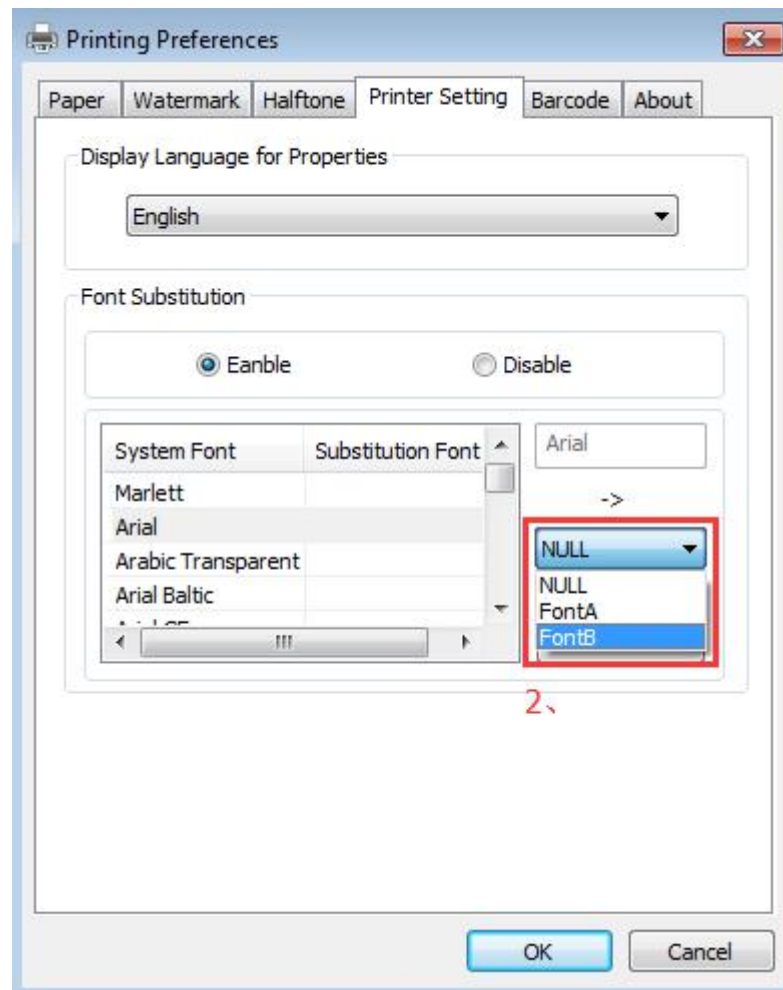 Printing Preferences
Paper Watermark Halftone Printer Setting Barcode About
Display Language for Properties
English
Font Substitution
Eanble Disable
System Font Substitution Font
Marlett
Arial
Arabic Transparent
Arial Baltic
Arial
->
NULL
NULL
FontA
FontB
2、
OK Cancel